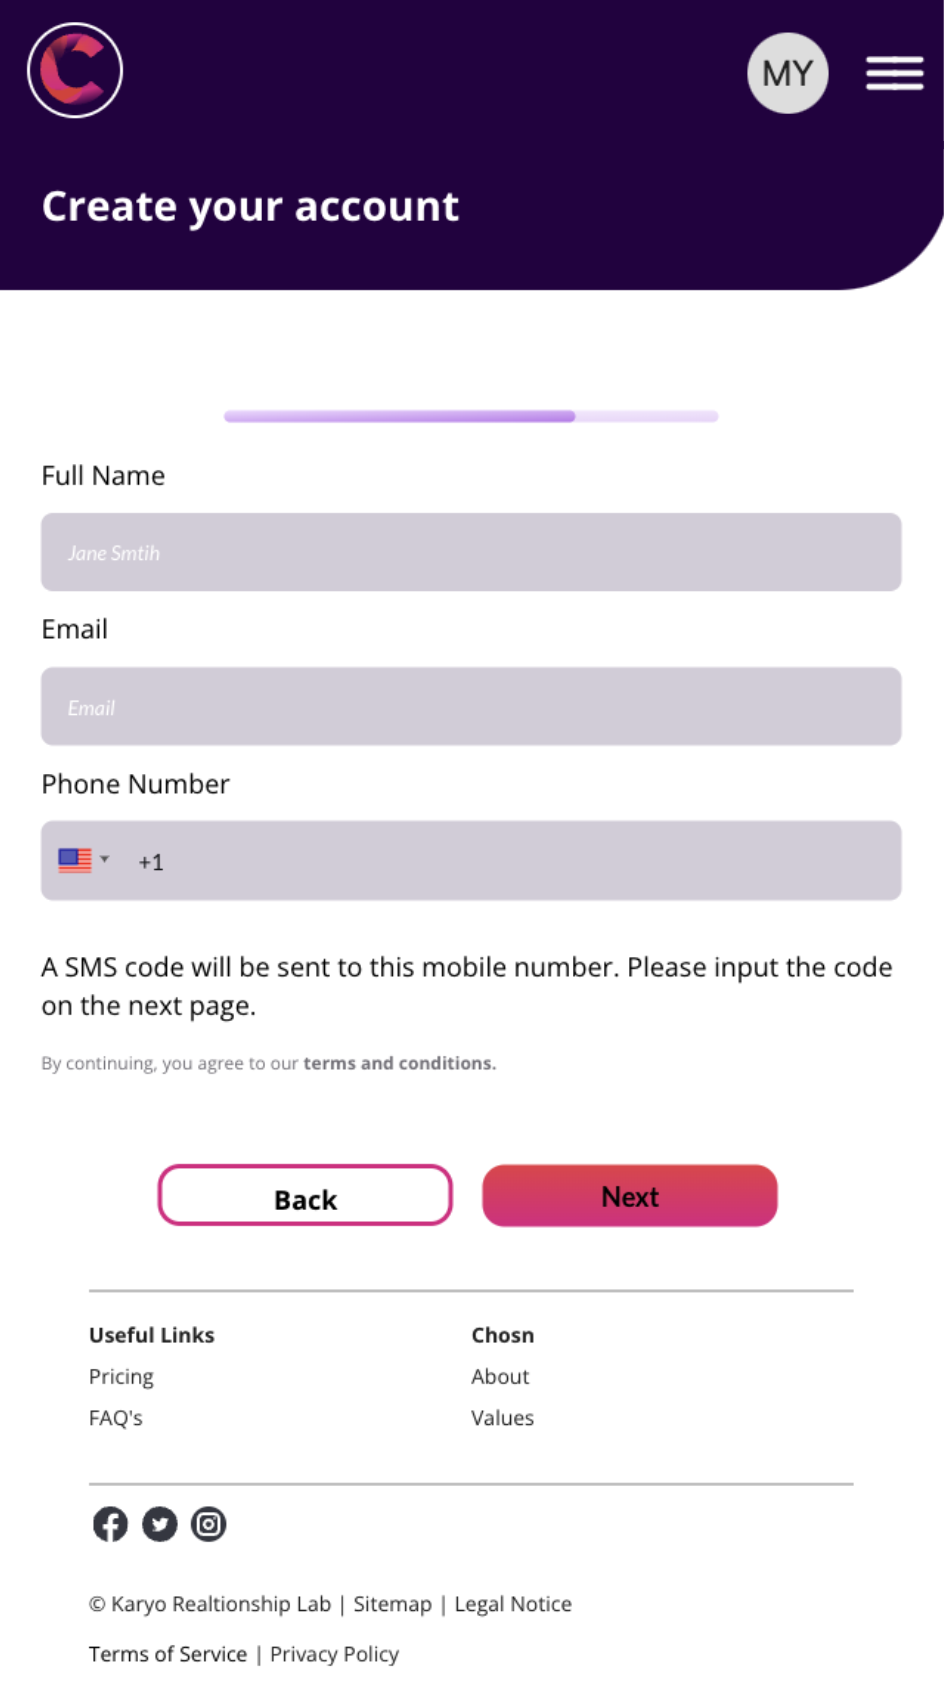 MY
Create your account
Full Name
Jane Smtih
Email
Email
Phone Number
+1
A SMS code will be sent to this mobile number. Please input the code
on the next page.
By continuing, you agree to our terms and conditions.
Back Next
Useful Links Chosn
Pricing About
FAQ's Values
© Karyo Realtionship Lab | Sitemap | Legal Notice
Terms of Service | Privacy Policy